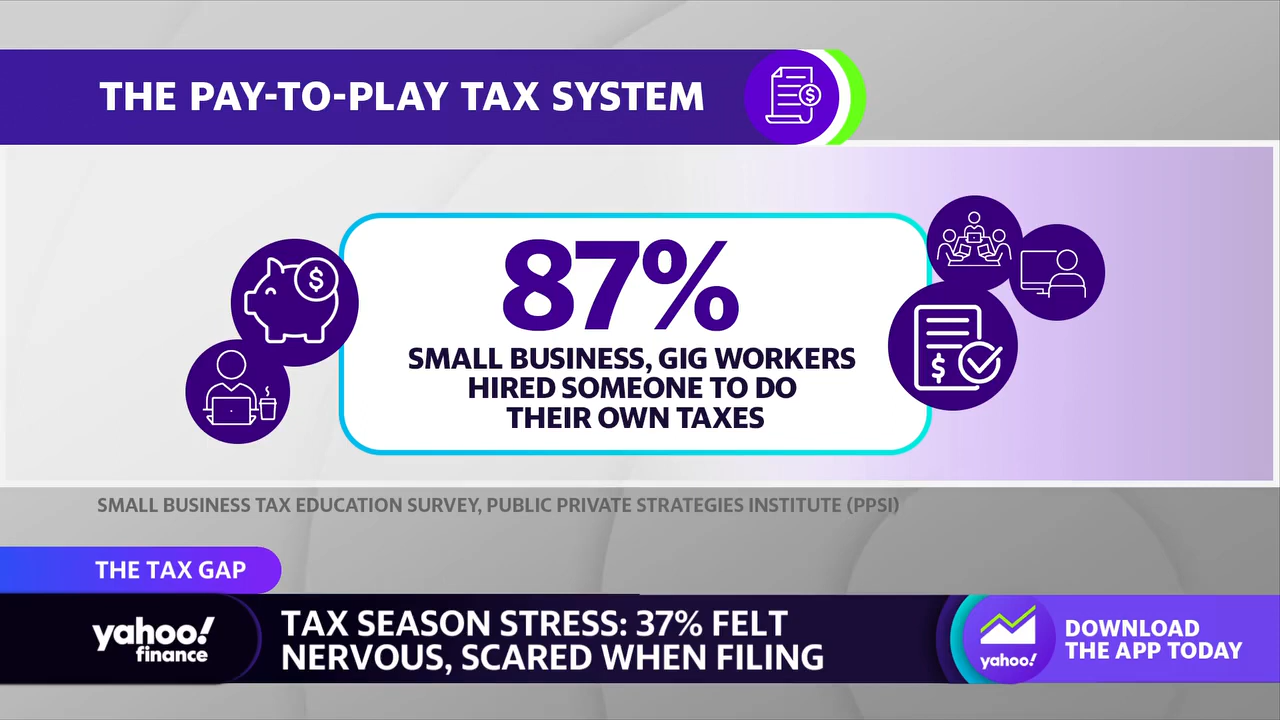 THE PAY-TO-PLAY TAX SYSTEM
$
$
87%
SMALL BUSINESS, GIG WORKERS
HIRED SOMEONE TO DO
THEIR OWN TAXES
$
SMALL BUSINESS TAX EDUCATION SURVEY, PUBLIC PRIVATE STRATEGIES INSTITUTE (PPSI)
THE TAX GAP
yahoo!
finance
TAX SEASON STRESS: 37% FELT
NERVOUS, SCARED WHEN FILING
yahoo!
DOWNLOAD
THE APP TODAY